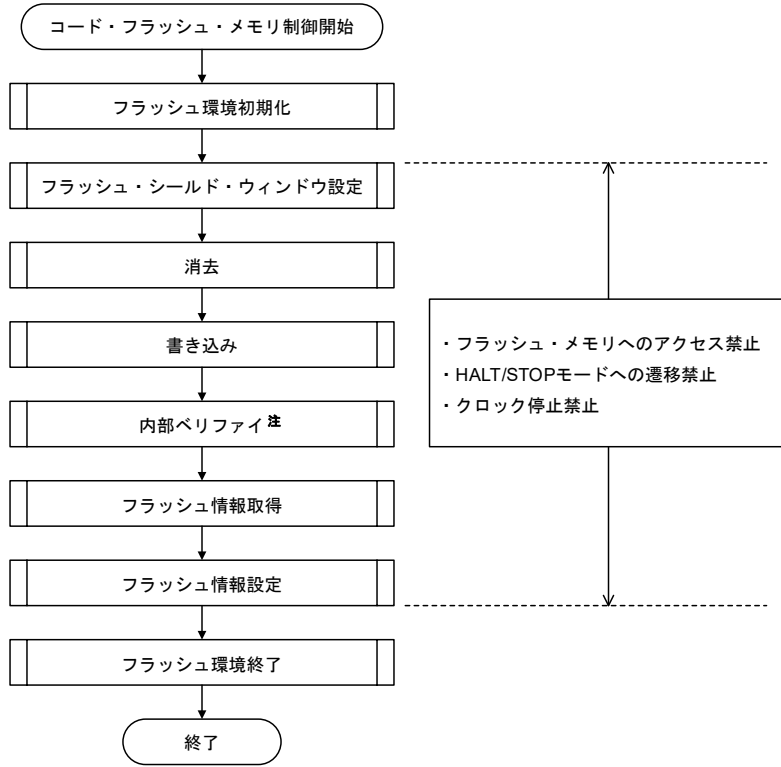 コード・フラッシュ・メモリ制御開始
フラッシュ環境初期化
フラッシュ・シールド・ウィンドウ設定
消去
書き込み
内部ベリファイ注
フラッシュ情報取得
フラッシュ情報設定
フラッシュ環境終了
終了
・フラッシュ・メモリへのアクセス禁止
・HALT/STOPモードへの遷移禁止
・クロック停止禁止